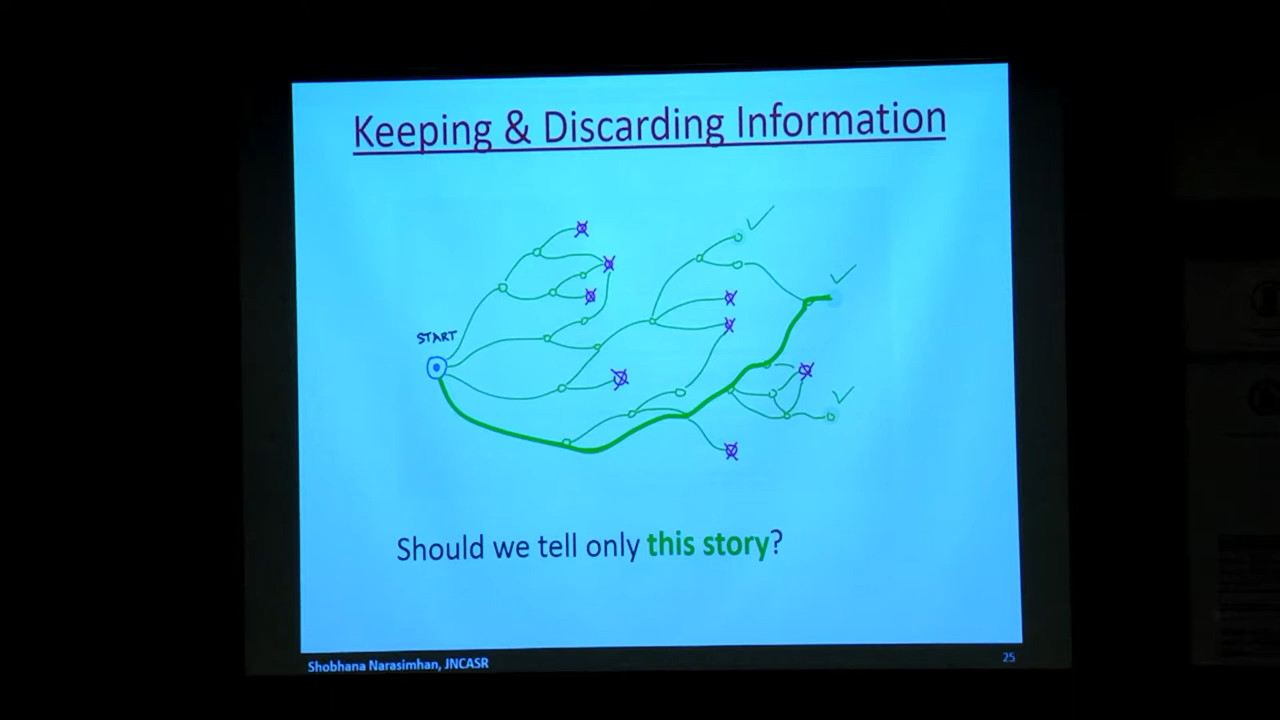 Keeping & Discarding Information
START
Should we tell only this story?
Shobhana Narasimhan, JNCASR
25